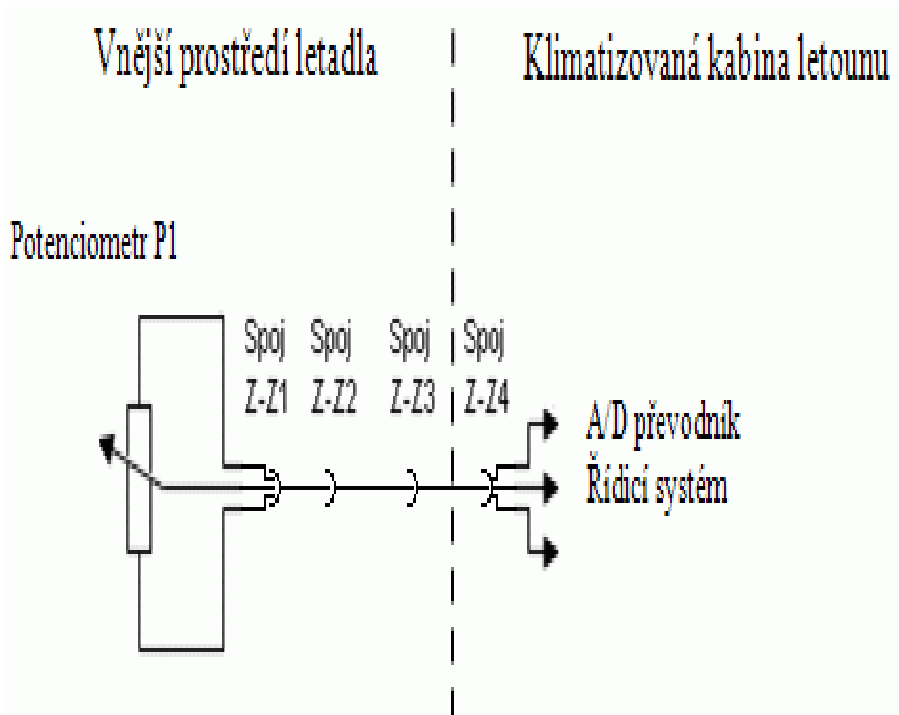 Vnější prostředí letadla
Klimatizovaná kabina letounu
Potenciometr P1
Spoj Spoj Spoj Spoj
Z-Z1 Z-Z2 Z-Z3 Z-Z4
A/D převodník
Řídicí systém